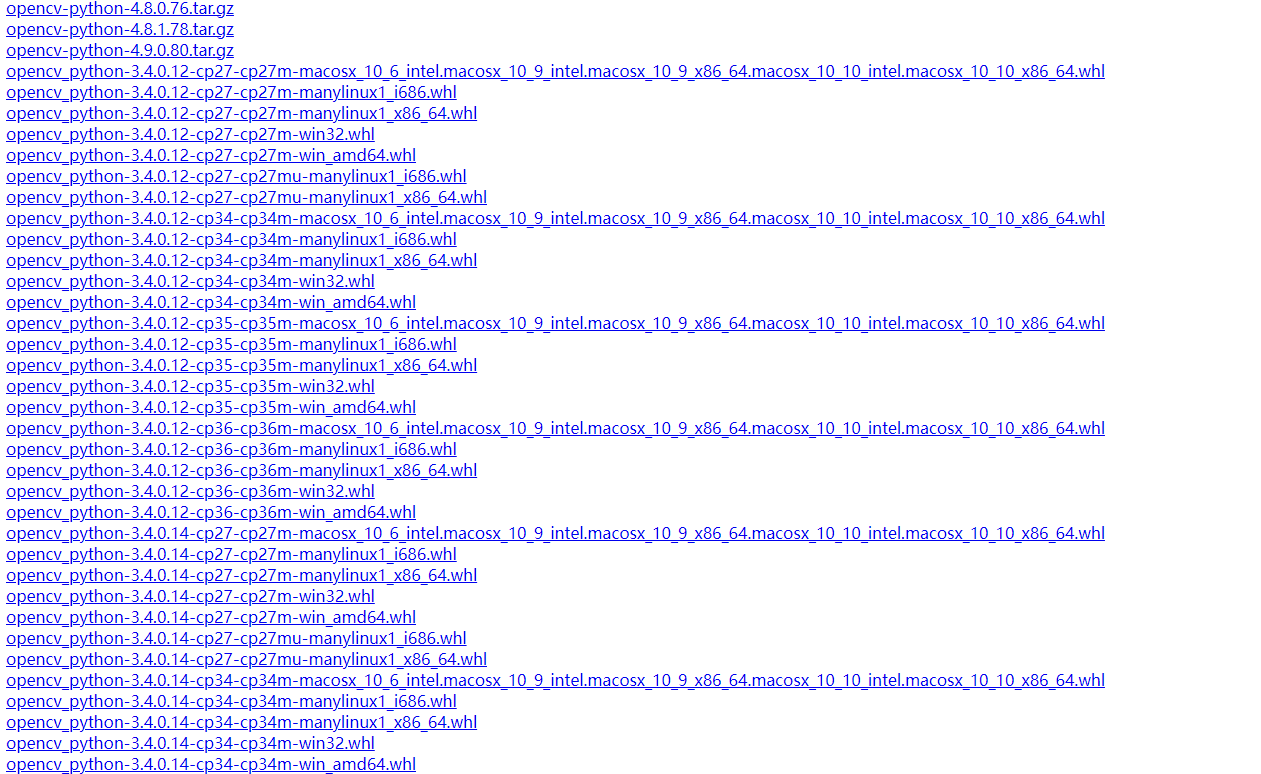 opencv-python-4.8.0.76.tar.gz
opencv-python-4.8.1.78.tar.gz
opencv-python-4.9.0.80.tar.gz
opencv_python-3.4.0.12-cp27-cp27m-macosx_10_6_intel.macosx_10_9_intel.macosx_10_9_x86_64.macosx_10_10_intel.macosx_10_10_x86_64.whl
opencv_python-3.4.0.12-cp27-cp27m-manylinux1_i686.whl
opencv_python-3.4.0.12-cp27-cp27m-manylinux1_x86_64.whl
opencv_python-3.4.0.12-cp27-cp27m-win32.whl
opencv_python-3.4.0.12-cp27-cp27m-win_amd64.whl
opencv_python-3.4.0.12-cp27-cp27mu-manylinux1_i686.whl
opencv_python-3.4.0.12-cp27-cp27mu-manylinux1_x86_64.whl
opencv_python-3.4.0.12-cp34-cp34m-macosx_10_6_intel.macosx_10_9_intel.macosx_10_9_x86_64.macosx_10_10_intel.macosx_10_10_x86_64.whl
opencv_python-3.4.0.12-cp34-cp34m-manylinux1_i686.whl
opencv_python-3.4.0.12-cp34-cp34m-manylinux1_x86_64.whl
opencv_python-3.4.0.12-cp34-cp34m-win32.whl
opencv_python-3.4.0.12-cp34-cp34m-win_amd64.whl
opencv_python-3.4.0.12-cp35-cp35m-macosx_10_6_intel.macosx_10_9_intel.macosx_10_9_x86_64.macosx_10_10_intel.macosx_10_10_x86_64.whl
opencv_python-3.4.0.12-cp35-cp35m-manylinux1_i686.whl
opencv_python-3.4.0.12-cp35-cp35m-manylinux1_x86_64.whl
opencv_python-3.4.0.12-cp35-cp35m-win32.whl
opencv_python-3.4.0.12-cp35-cp35m-win_amd64.whl
opencv_python-3.4.0.12-cp36-cp36m-macosx_10_6_intel.macosx_10_9_intel.macosx_10_9_x86_64.macosx_10_10_intel.macosx_10_10_x86_64.whl
opencv_python-3.4.0.12-cp36-cp36m-manylinux1_i686.whl
opencv_python-3.4.0.12-cp36-cp36m-manylinux1_x86_64.whl
opencv_python-3.4.0.12-cp36-cp36m-win32.whl
opencv_python-3.4.0.12-cp36-cp36m-win_amd64.whl
opencv_python-3.4.0.14-cp27-cp27m-macosx_10_6_intel.macosx_10_9_intel.macosx_10_9_x86_64.macosx_10_10_intel.macosx_10_10_x86_64.whl
opencv_python-3.4.0.14-cp27-cp27m-manylinux1_i686.whl
opencv_python-3.4.0.14-cp27-cp27m-manylinux1_x86_64.whl
opencv_python-3.4.0.14-cp27-cp27m-win32.whl
opencv_python-3.4.0.14-cp27-cp27m-win_amd64.whl
opencv_python-3.4.0.14-cp27-cp27mu-manylinux1_i686.whl
opencv_python-3.4.0.14-cp27-cp27mu-manylinux1_x86_64.whl
opencv_python-3.4.0.14-cp34-cp34m-macosx_10_6_intel.macosx_10_9_intel.macosx_10_9_x86_64.macosx_10_10_intel.macosx_10_10_x86_64.whl
opencv_python-3.4.0.14-cp34-cp34m-manylinux1_i686.whl
opencv_python-3.4.0.14-cp34-cp34m-manylinux1_x86_64.whl
opencv_python-3.4.0.14-cp34-cp34m-win32.whl
opencv_python-3.4.0.14-cp34-cp34m-win_amd64.whl